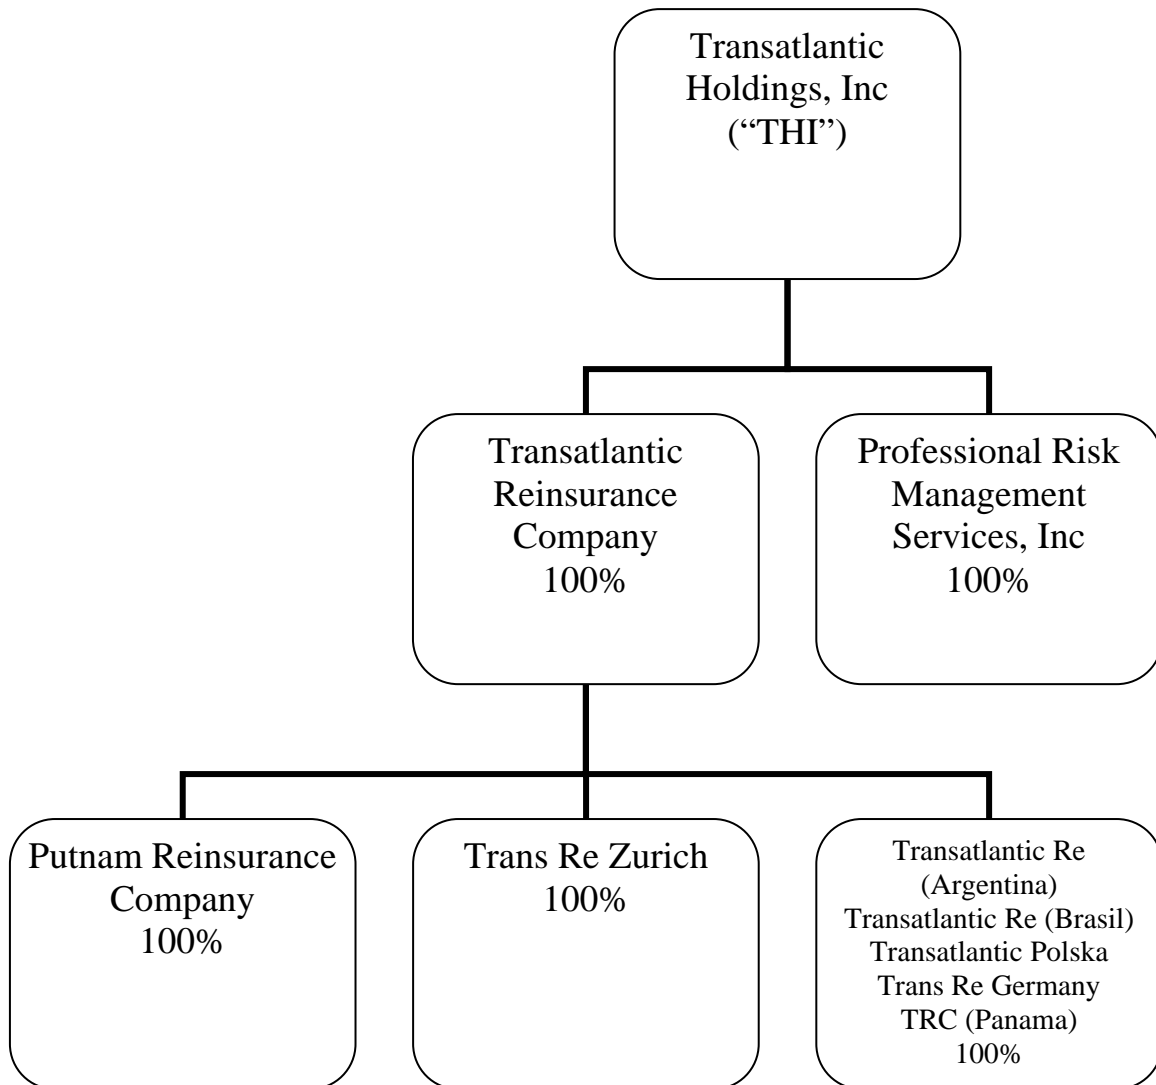 Transatlantic
Holdings, Inc
(“THI”)
Transatlantic
Reinsurance
Company
100%
Professional Risk
Management
Services, Inc
100%
Putnam Reinsurance
Company
100%
Trans Re Zurich
100%
Transatlantic Re
(Argentina)
Transatlantic Re (Brasil)
Transatlantic Polska
Trans Re Germany
TRC (Panama)
100%